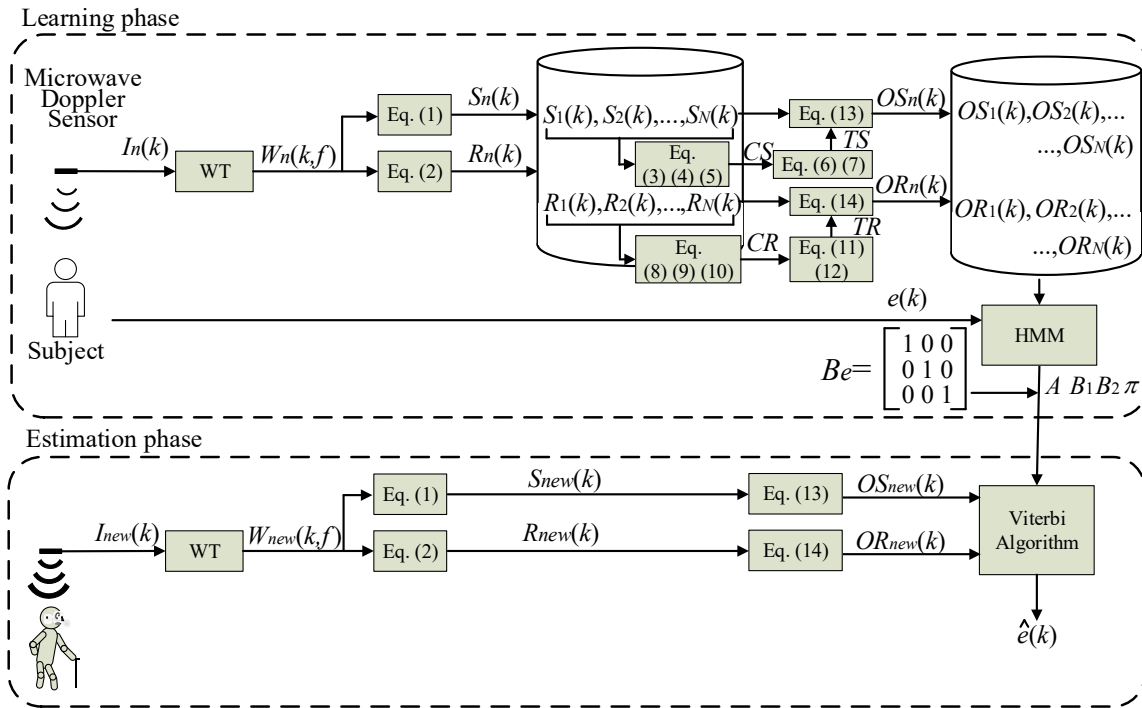 Learning phase
Microwave
Doppler
Sensor
In(k)
WT
Wn(k,f)
Eq. (1)
Sn(k)
Eq. (2)
Rn(k)
S1(k), S2(k),...,SN(k)
Eq.
(3) (4) (5)
CS
Eq. (6) (7)
TS
Eq. (13)
OSn(k)
R1(k), R2(k),...,RN(k)
Eq.
(8) (9) (10)
CR
Eq. (11)
(12)
TR
Eq. (14)
ORn(k)
OS1(k), OS2(k),...
...,OSN(k)
OR1(k), OR2(k),...
...,ORN(k)
Subject
e(k)
HMM
Be=
1 0 0
0 1 0
0 0 1
A B1B2 π
Estimation phase
Inew(k)
WT
Wnew(k,f)
Eq. (1)
Snew(k)
Eq. (13)
OSnew(k)
Eq. (2)
Rnew(k)
Eq. (14)
ORnew(k)
Viterbi
Algorithm
ê(k)